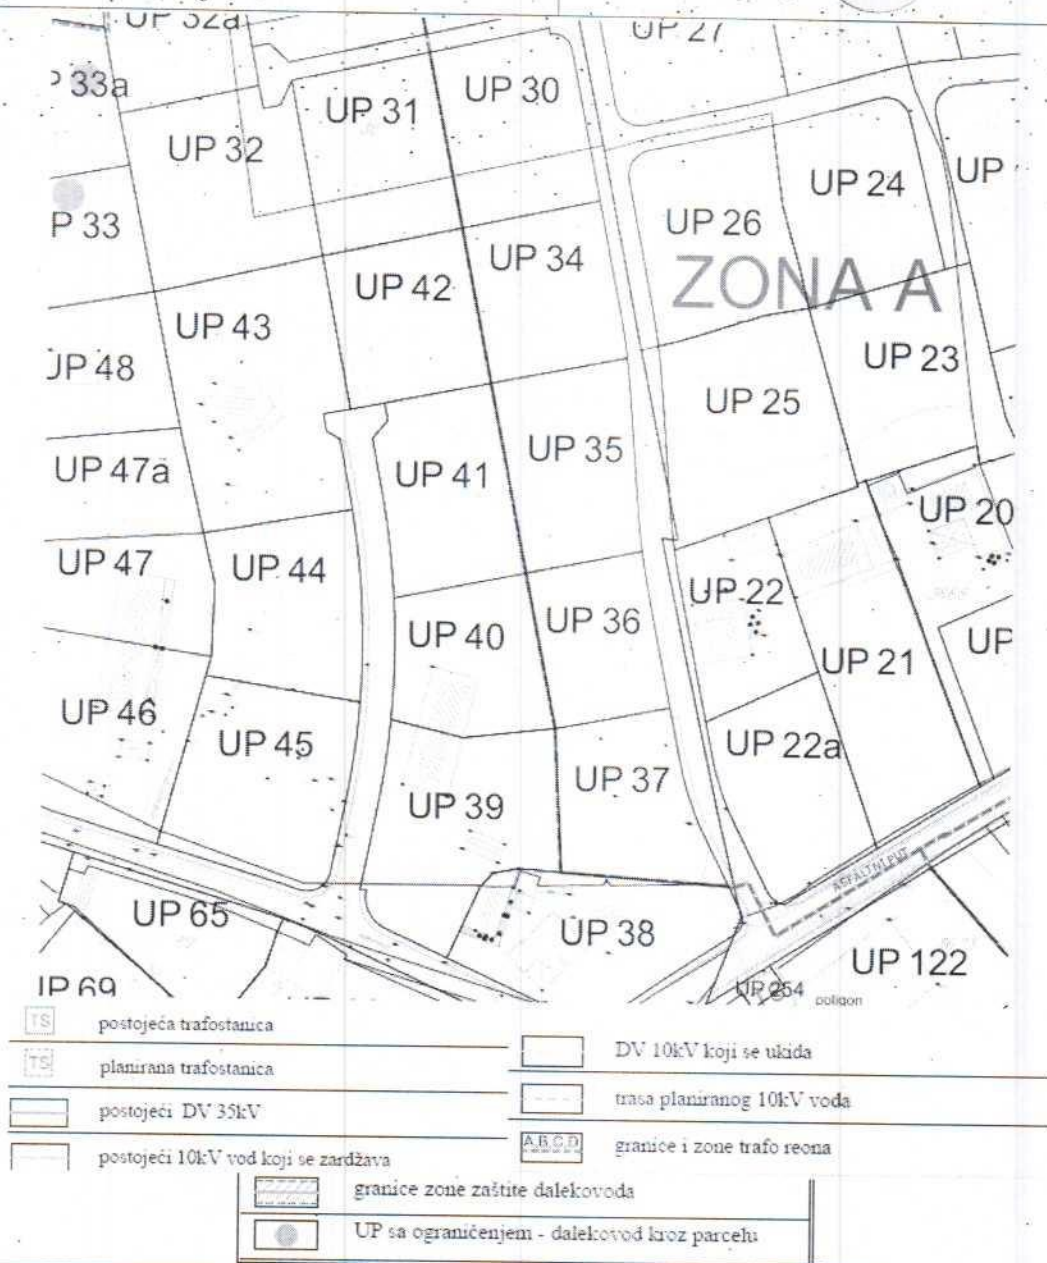 UP 32a
UP 27
33a
UP 31
UP 30
UP 32
UP 24
UP
P 33
UP 26
UP 34
ZONA A
UP 42
UP 43
UP 23
UP 48
UP 25
UP 35
UP 47a
UP 41
UP 20
UP 47
UP 44
UP 22
UP 36
UP 40
UP
UP 21
UP 46
UP 45
UP 22a
UP 37
UP 39
ASFALTNI PUT
UP 65
UP 38
UP 122
UP 69
UP 254
poligon
TS postojeća trafostanica
TS planirana trafostanica
postojeći DV 35kV
postojeći 10kV vod koji se zardžava
DV 10kV koji se ukida
trasa planiranog 10kV voda
A,B,C,D granice i zone trafo reona
granice zone zaštite dalekovoda
UP sa ograničenjem - dalekovod kroz parcelu